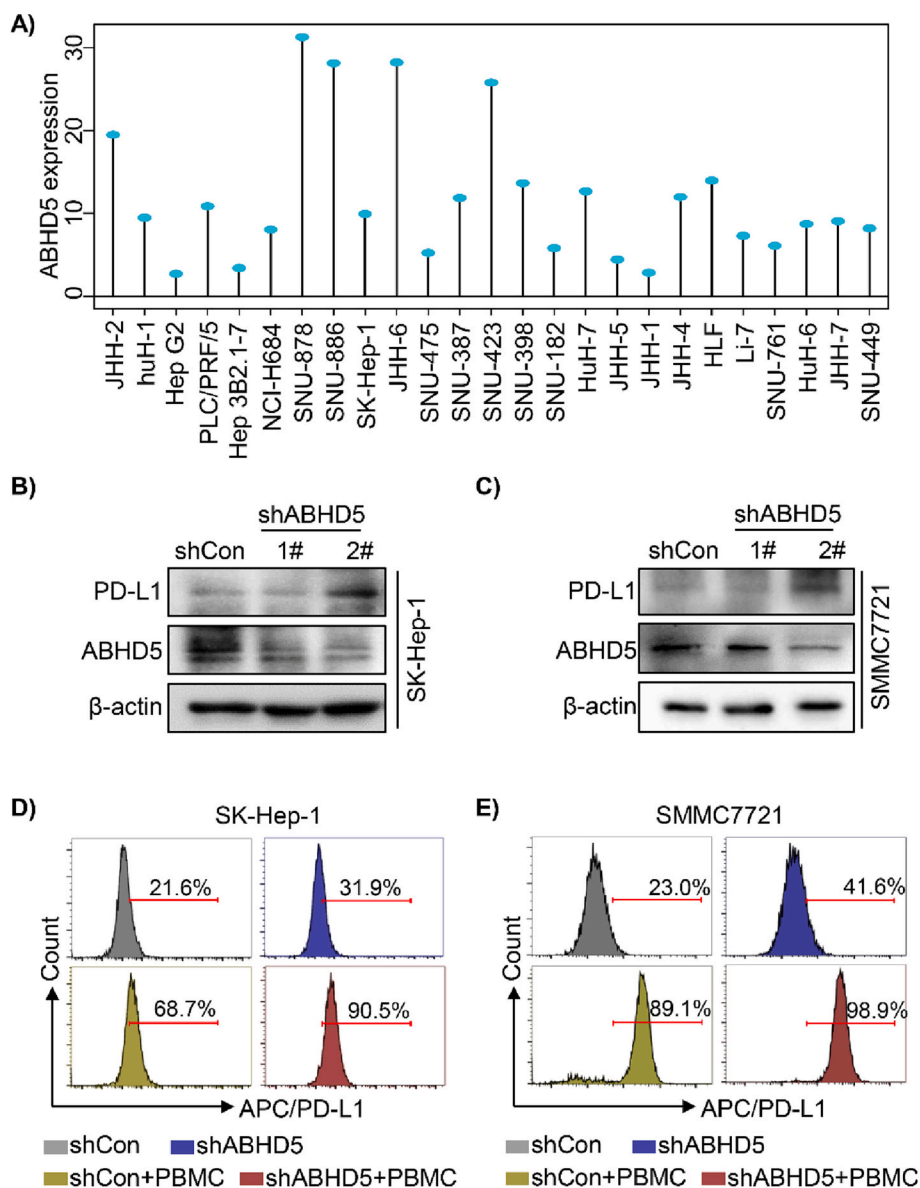 A)
ABHD5 expression
30
20
10
0
JHH-2
huH-1
Hep G2
PLC/PRF/5
Hep 3B2.1-7
NCI-H684
SNU-878
SNU-886
SK-Hep-1
JHH-6
SNU-475
SNU-387
SNU-423
SNU-398
SNU-182
HuH-7
JHH-5
JHH-1
JHH-4
HLF
Li-7
SNU-761
HuH-6
JHH-7
SNU-449
B)
shABHD5
shCon 1# 2#
PD-L1
ABHD5
β-actin
SK-Hep-1
C)
shABHD5
shCon 1# 2#
PD-L1
ABHD5
β-actin
SMMC7721
D)
SK-Hep-1
21.6% 31.9%
68.7% 90.5%
Count
APC/PD-L1
shCon shABHD5
shCon+PBMC shABHD5+PBMC
E)
SMMC7721
23.0% 41.6%
89.1% 98.9%
Count
APC/PD-L1
shCon shABHD5
shCon+PBMC shABHD5+PBMC